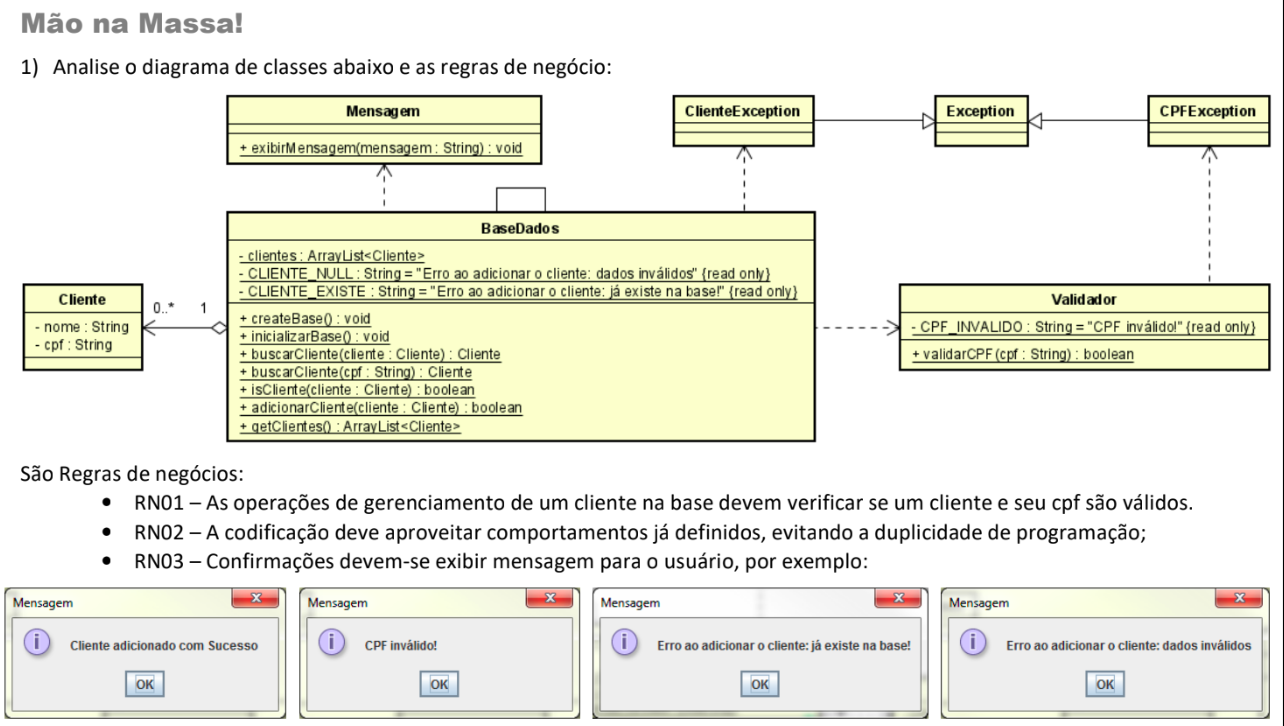 Mão na Massa!
1) Analise o diagrama de classes abaixo e as regras de negócio:
Mensagem
+ exibirMensagem(mensagem : String) : void
ClienteException
Exception
CPFException
BaseDados
- clientes : ArrayList<Cliente>
- CLIENTE_NULL : String = "Erro ao adicionar o cliente: dados inválidos" {read only}
- CLIENTE_EXISTE : String = "Erro ao adicionar o cliente: já existe na base!" {read only}
+ createBase() : void
+ inicializarBase() : void
+ buscarCliente(cliente : Cliente) : Cliente
+ buscarCliente(cpf : String) : Cliente
+ isCliente(cliente : Cliente) : boolean
+ adicionarCliente(cliente : Cliente) : boolean
+ getClientes() : ArrayList<Cliente>
Cliente
- nome : String
- cpf : String
0..* 1
Validador
- CPF_INVALIDO : String = "CPF inválido!" {read only}
+ validarCPF(cpf : String) : boolean
São Regras de negócios:
• RN01 – As operações de gerenciamento de um cliente na base devem verificar se um cliente e seu cpf são válidos.
• RN02 – A codificação deve aproveitar comportamentos já definidos, evitando a duplicidade de programação;
• RN03 – Confirmações devem-se exibir mensagem para o usuário, por exemplo:
Mensagem
Cliente adicionado com Sucesso
OK
Mensagem
CPF inválido!
OK
Mensagem
Erro ao adicionar o cliente: já existe na base!
OK
Mensagem
Erro ao adicionar o cliente: dados inválidos
OK